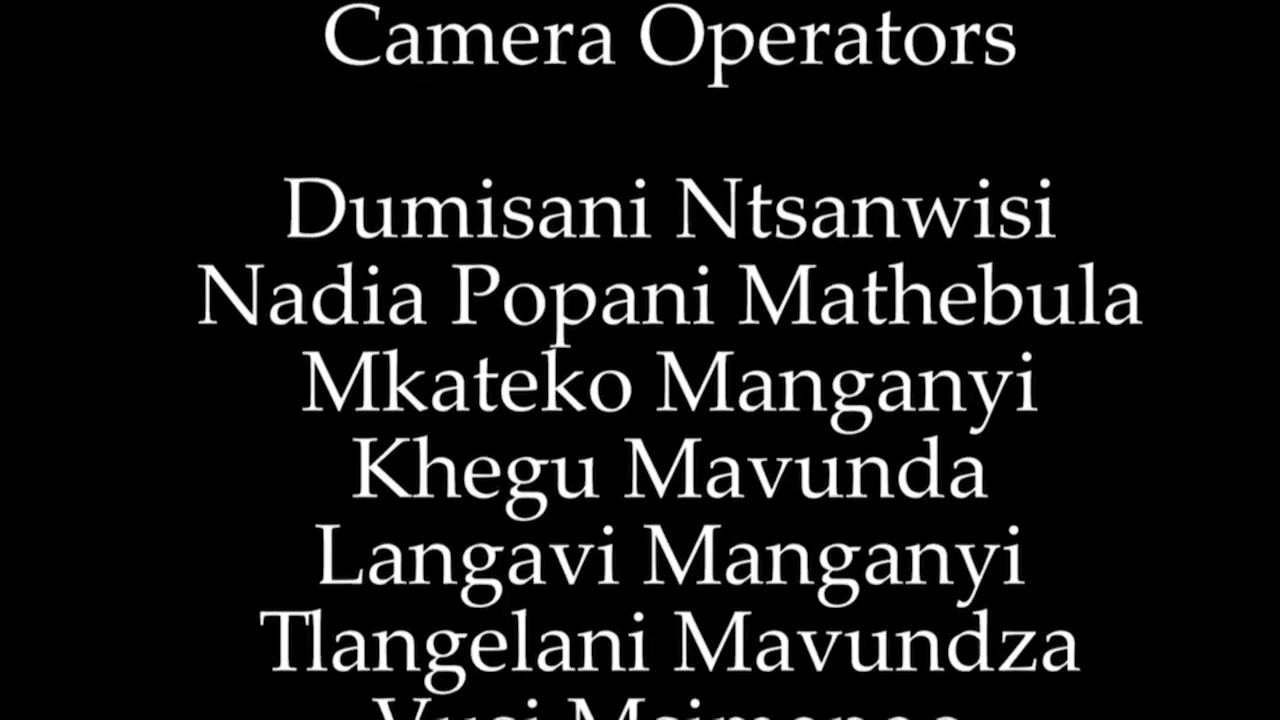 Camera Operators
Dumisani Ntsanwisi
Nadia Popani Mathebula
Mkateko Manganyi
Khegu Mavunda
Langavi Manganyi
Tlangelani Mavundza